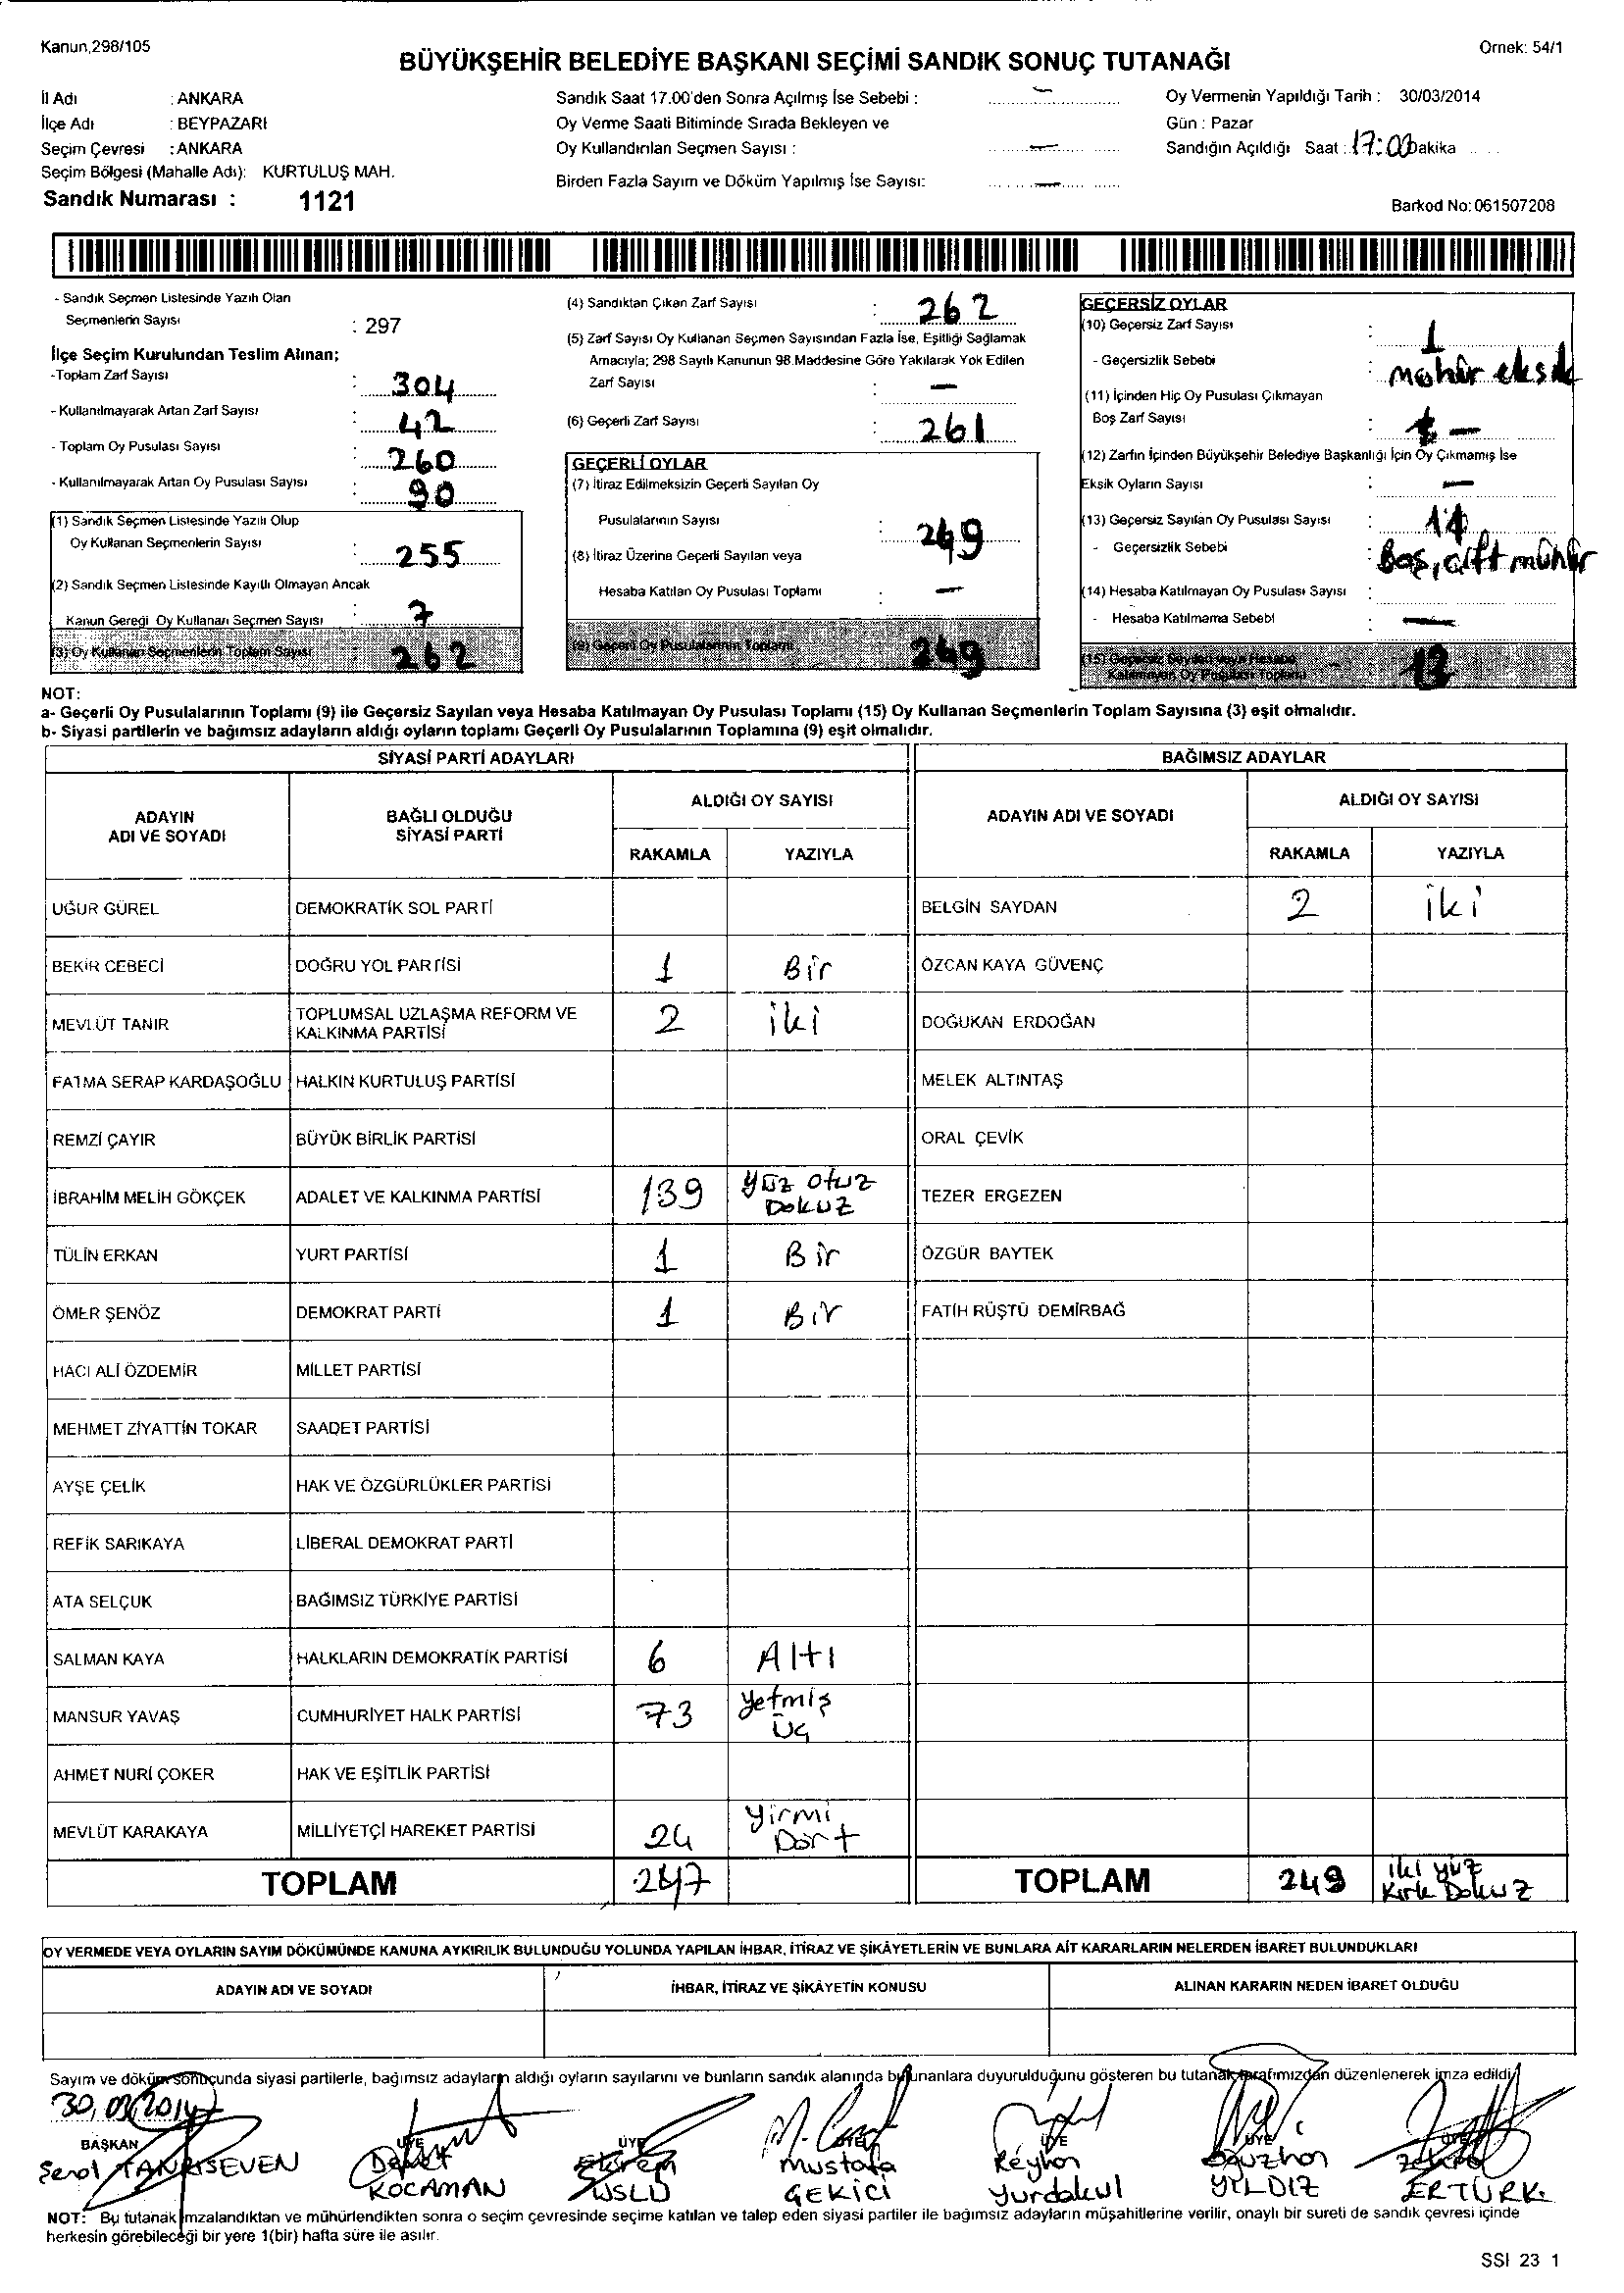 Kanun,298/105
Örnek: 54/1
BÜYÜKŞEHİR BELEDİYE BAŞKANI SEÇİMİ SANDIK SONUÇ TUTANAĞI
İl Adı : ANKARA
İlçe Adı : BEYPAZARI
Seçim Çevresi : ANKARA
Seçim Bölgesi (Mahalle Adı): KURTULUŞ MAH.
Sandık Numarası : 1121
Sandık Saat 17.00'den Sonra Açılmış İse Sebebi : –
Oy Verme Saati Bitiminde Sırada Bekleyen ve
Oy Kullandırılan Seçmen Sayısı : –
Birden Fazla Sayım ve Döküm Yapılmış İse Sayısı: –
Oy Vermenin Yapıldığı Tarih : 30/03/2014
Gün : Pazar
Sandığın Açıldığı Saat : 17:00 Dakika
Barkod No: 061507208
- Sandık Seçmen Listesinde Yazılı Olan
Seçmenlerin Sayısı : 297
İlçe Seçim Kurulundan Teslim Alınan;
-Toplam Zarf Sayısı : 304
- Kullanılmayarak Artan Zarf Sayısı : 42
- Toplam Oy Pusulası Sayısı : 260
- Kullanılmayarak Artan Oy Pusulası Sayısı : 90
(1) Sandık Seçmen Listesinde Yazılı Olup
Oy Kullanan Seçmenlerin Sayısı : 255
(2) Sandık Seçmen Listesinde Kayıtlı Olmayan Ancak
Kanun Gereği Oy Kullanan Seçmen Sayısı : 7
(3) Oy Kullanan Seçmenlerin Toplam Sayısı 262
(4) Sandıktan Çıkan Zarf Sayısı : 262
(5) Zarf Sayısı Oy Kullanan Seçmen Sayısından Fazla İse, Eşitliği Sağlamak
Amacıyla; 298 Sayılı Kanunun 98.Maddesine Göre Yakılarak Yok Edilen
Zarf Sayısı : –
(6) Geçerli Zarf Sayısı : 261
GEÇERLİ OYLAR
(7) İtiraz Edilmeksizin Geçerli Sayılan Oy
Pusulalarının Sayısı : 249
(8) İtiraz Üzerine Geçerli Sayılan veya
Hesaba Katılan Oy Pusulası Toplamı : –
(9) Geçerli Oy Pusulalarının Toplamı 249
GEÇERSİZ OYLAR
(10) Geçersiz Zarf Sayısı : 1
- Geçersizlik Sebebi : mühür eksik
(11) İçinden Hiç Oy Pusulası Çıkmayan
Boş Zarf Sayısı : –
(12) Zarfın İçinden Büyükşehir Belediye Başkanlığı İçin Oy Çıkmamış İse
Eksik Oyların Sayısı : –
(13) Geçersiz Sayılan Oy Pusulası Sayısı :
- Geçersizlik Sebebi : Boş, çift mühür
(14) Hesaba Katılmayan Oy Pusulası Sayısı :
- Hesaba Katılmama Sebebi : –
(15) Geçersiz Sayılan veya Hesaba
Katılmayan Oy Pusulası Toplamı
NOT:
a- Geçerli Oy Pusulalarının Toplamı (9) ile Geçersiz Sayılan veya Hesaba Katılmayan Oy Pusulası Toplamı (15) Oy Kullanan Seçmenlerin Toplam Sayısına (3) eşit olmalıdır.
b- Siyasi partilerin ve bağımsız adayların aldığı oyların toplamı Geçerli Oy Pusulalarının Toplamına (9) eşit olmalıdır.
SİYASİ PARTİ ADAYLARI BAĞIMSIZ ADAYLAR
ADAYIN ADI VE SOYADI BAĞLI OLDUĞU SİYASİ PARTİ ALDIĞI OY SAYISI ADAYIN ADI VE SOYADI ALDIĞI OY SAYISI
RAKAMLA YAZIYLA RAKAMLA YAZIYLA
UĞUR GÜREL DEMOKRATİK SOL PARTİ BELGİN SAYDAN 2 iki
BEKİR CEBECİ DOĞRU YOL PARTİSİ 1 Bir ÖZCAN KAYA GÜVENÇ
MEVLÜT TANIR TOPLUMSAL UZLAŞMA REFORM VE KALKINMA PARTİSİ 2 iki DOĞUKAN ERDOĞAN
FATMA SERAP KARDAŞOĞLU HALKIN KURTULUŞ PARTİSİ MELEK ALTINTAŞ
REMZİ ÇAYIR BÜYÜK BİRLİK PARTİSİ ORAL ÇEVİK
İBRAHİM MELİH GÖKÇEK ADALET VE KALKINMA PARTİSİ 139 yüz otuz Dokuz TEZER ERGEZEN
TÜLİN ERKAN YURT PARTİSİ 1 Bir ÖZGÜR BAYTEK
ÖMER ŞENÖZ DEMOKRAT PARTİ 1 Bir FATİH RÜŞTÜ DEMİRBAĞ
HACI ALİ ÖZDEMİR MİLLET PARTİSİ
MEHMET ZİYATTİN TOKAR SAADET PARTİSİ
AYŞE ÇELİK HAK VE ÖZGÜRLÜKLER PARTİSİ
REFİK SARIKAYA LİBERAL DEMOKRAT PARTİ
ATA SELÇUK BAĞIMSIZ TÜRKİYE PARTİSİ
SALMAN KAYA HALKLARIN DEMOKRATİK PARTİSİ 6 Altı
MANSUR YAVAŞ CUMHURİYET HALK PARTİSİ 73 yetmiş üç
AHMET NURİ ÇOKER HAK VE EŞİTLİK PARTİSİ
MEVLÜT KARAKAYA MİLLİYETÇİ HAREKET PARTİSİ 24 yirmi Dört
TOPLAM 247 TOPLAM 249 iki yüz kırk Dokuz
OY VERMEDE VEYA OYLARIN SAYIM DÖKÜMÜNDE KANUNA AYKIRILIK BULUNDUĞU YOLUNDA YAPILAN İHBAR, İTİRAZ VE ŞİKÂYETLERİN VE BUNLARA AİT KARARLARIN NELERDEN İBARET BULUNDUKLARI
ADAYIN ADI VE SOYADI İHBAR, İTİRAZ VE ŞİKÂYETİN KONUSU ALINAN KARARIN NEDEN İBARET OLDUĞU
Sayım ve döküm sonucunda siyasi partilerle, bağımsız adayların aldığı oyların sayılarını ve bunların sandık alanında bulunanlara duyurulduğunu gösteren bu tutanak tarafımızdan düzenlenerek imza edildi.
30.03.2014
BAŞKAN ÜYE ÜYE ÜYE ÜYE ÜYE ÜYE
Şenol TANRISEVEN
KOCAMAN
Ekrem USLU
Mustafa GEKİCİ
Reyhan Yurdakul
Oğuzhan YILDIZ
ERTÜRK
NOT: Bu tutanak imzalandıktan ve mühürlendikten sonra o seçim çevresinde seçime katılan ve talep eden siyasi partiler ile bağımsız adayların müşahitlerine verilir, onaylı bir sureti de sandık çevresi içinde
herkesin görebileceği bir yere 1(bir) hafta süre ile asılır.
SSI 23 1